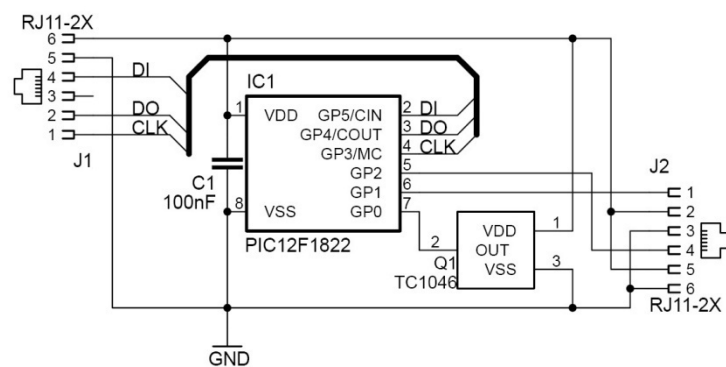 RJ11-2X
6
5
4 DI
3
2 DO
1 CLK
J1
IC1
1 VDD GP5/CIN 2 DI
GP4/COUT 3 DO
GP3/MC 4 CLK
GP2 5
GP1 6
8 VSS GP0 7
PIC12F1822
C1
100nF
2 VDD 1
OUT
VSS 3
Q1
TC1046
J2
1
2
3
4
5
6
RJ11-2X
GND